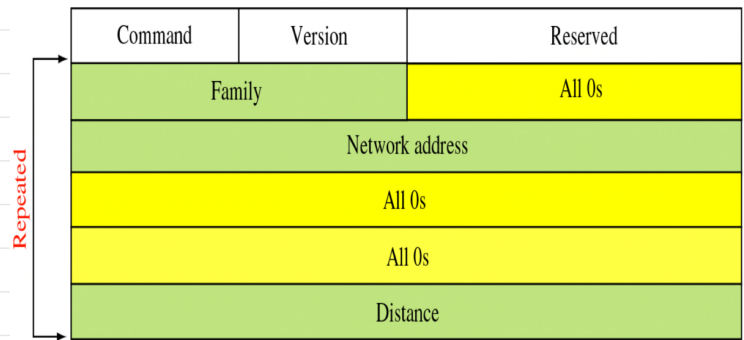 Command Version Reserved
Family All 0s
Network address
All 0s
All 0s
Distance
Repeated